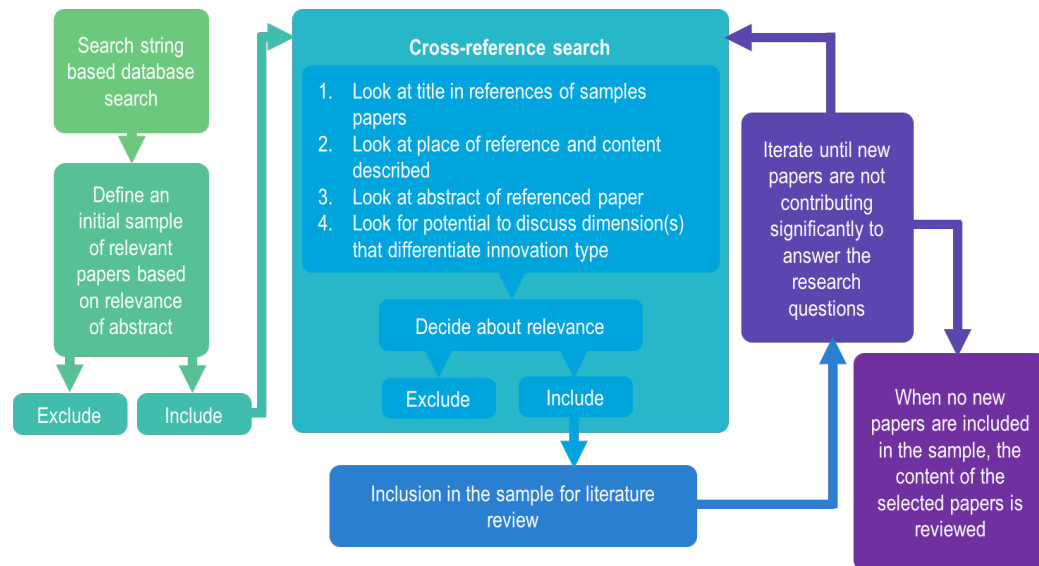 Search string
based database
search
Define an
initial sample
of relevant
papers based
on relevance
of abstract
Exclude
Include
Cross-reference search
1. Look at title in references of samples
papers
2. Look at place of reference and content
described
3. Look at abstract of referenced paper
4. Look for potential to discuss dimension(s)
that differentiate innovation type
Decide about relevance
Exclude
Include
Inclusion in the sample for literature
review
Iterate until new
papers are not
contributing
significantly to
answer the
research
questions
When no new
papers are included
in the sample, the
content of the
selected papers is
reviewed